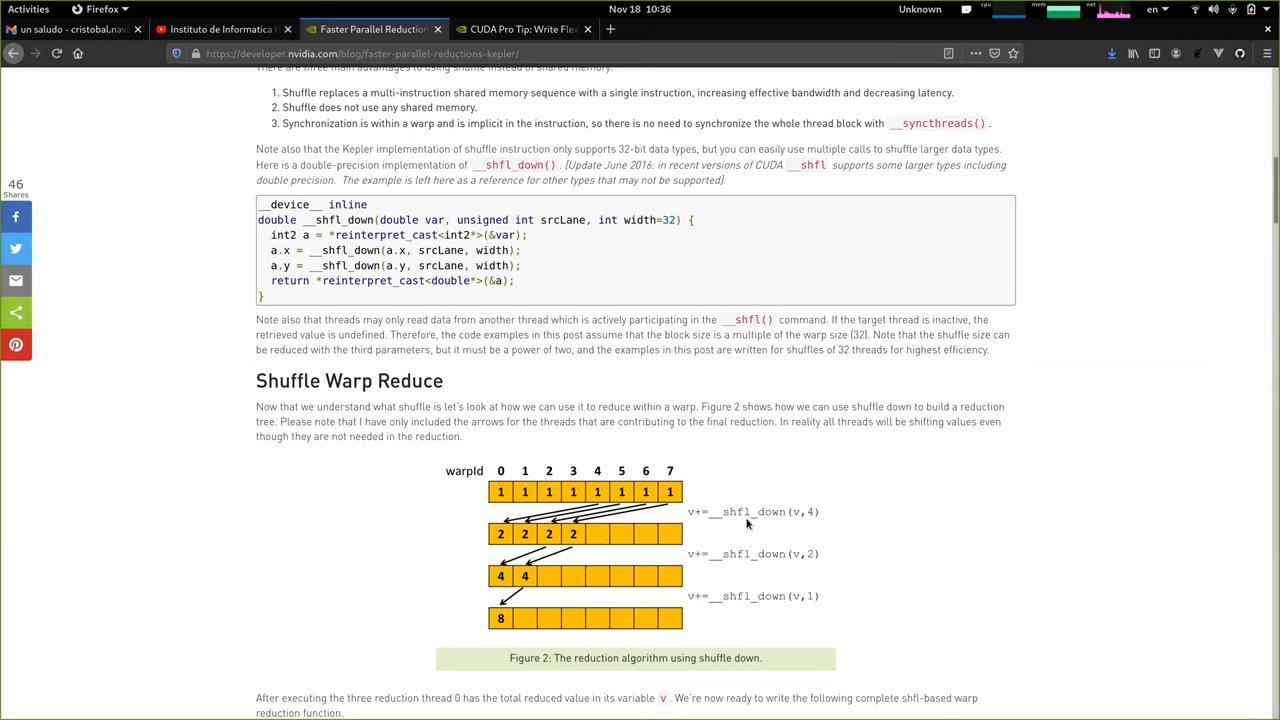 Activities Firefox Nov 18 10:36 Unknown cpu mem net en
un saludo - cristobal.nav Instituto de Informatica U Faster Parallel Reduction CUDA Pro Tip: Write Flex
https://developer.nvidia.com/blog/faster-parallel-reductions-kepler/
There are three main advantages to using shuffle instead of shared memory:
1. Shuffle replaces a multi-instruction shared memory sequence with a single instruction, increasing effective bandwidth and decreasing latency.
2. Shuffle does not use any shared memory.
3. Synchronization is within a warp and is implicit in the instruction, so there is no need to synchronize the whole thread block with __syncthreads() .
Note also that the Kepler implementation of shuffle instruction only supports 32-bit data types, but you can easily use multiple calls to shuffle larger data types.
Here is a double-precision implementation of __shfl_down() . [Update June 2016: in recent versions of CUDA __shfl supports some larger types including
double precision. The example is left here as a reference for other types that may not be supported].
46
Shares
__device__ inline
double __shfl_down(double var, unsigned int srcLane, int width=32) {
int2 a = *reinterpret_cast<int2*>(&var);
a.x = __shfl_down(a.x, srcLane, width);
a.y = __shfl_down(a.y, srcLane, width);
return *reinterpret_cast<double*>(&a);
}
Note also that threads may only read data from another thread which is actively participating in the __shfl() command. If the target thread is inactive, the
retrieved value is undefined. Therefore, the code examples in this post assume that the block size is a multiple of the warp size (32). Note that the shuffle size can
be reduced with the third parameters, but it must be a power of two, and the examples in this post are written for shuffles of 32 threads for highest efficiency.
Shuffle Warp Reduce
Now that we understand what shuffle is let's look at how we can use it to reduce within a warp. Figure 2 shows how we can use shuffle down to build a reduction
tree. Please note that I have only included the arrows for the threads that are contributing to the final reduction. In reality all threads will be shifting values even
though they are not needed in the reduction.
warpId 0 1 2 3 4 5 6 7
1 1 1 1 1 1 1 1
v+=__shfl_down(v,4)
2 2 2 2
v+=__shfl_down(v,2)
4 4
v+=__shfl_down(v,1)
8
Figure 2: The reduction algorithm using shuffle down.
After executing the three reduction thread 0 has the total reduced value in its variable v . We're now ready to write the following complete shfl-based warp
reduction function.